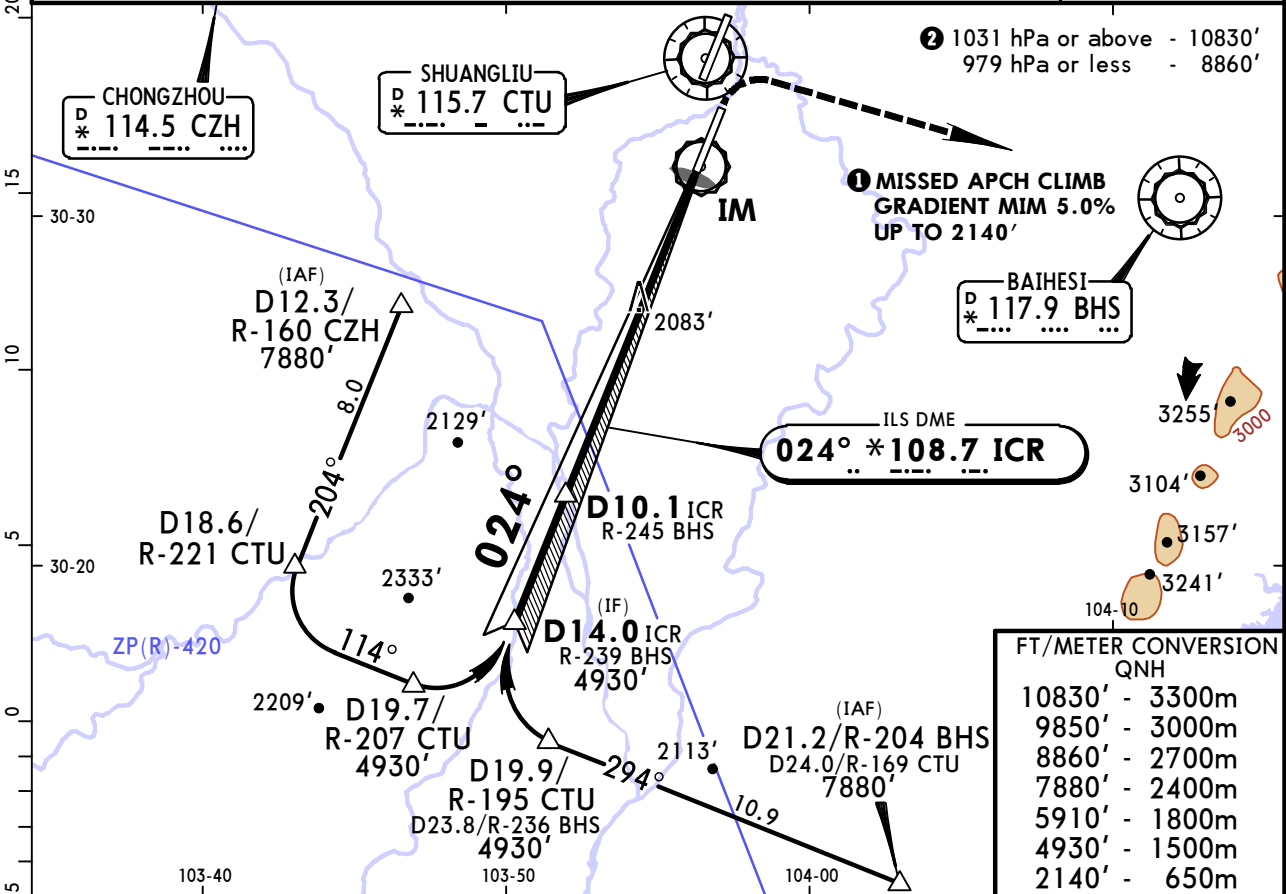 20
❷ 1031 hPa or above - 10830'
979 hPa or less - 8860'
CHONGZHOU
D
* 114.5 CZH
SHUANGLIU
D
* 115.7 CTU
15
30-30
IM
❶ MISSED APCH CLIMB
GRADIENT MIM 5.0%
UP TO 2140'
BAIHESI
D
* 117.9 BHS
(IAF)
D12.3/
R-160 CZH
7880'
2083'
10
8.0
204°
2129'
ILS DME
024° *108.7 ICR
3255'
3000
3104'
3157'
3241'
104-10
024°
D10.1 ICR
R-245 BHS
D18.6/
R-221 CTU
5
30-20
2333'
(IF)
D14.0 ICR
R-239 BHS
4930'
ZP(R)-420
114°
2209'
D19.7/
R-207 CTU
4930'
0
D19.9/
R-195 CTU
D23.8/R-236 BHS
4930'
294°
2113'
10.9
(IAF)
D21.2/R-204 BHS
D24.0/R-169 CTU
7880'
FT/METER CONVERSION
QNH
10830' - 3300m
9850' - 3000m
8860' - 2700m
7880' - 2400m
5910' - 1800m
4930' - 1500m
2140' - 650m
5
103-40
103-50
104-00